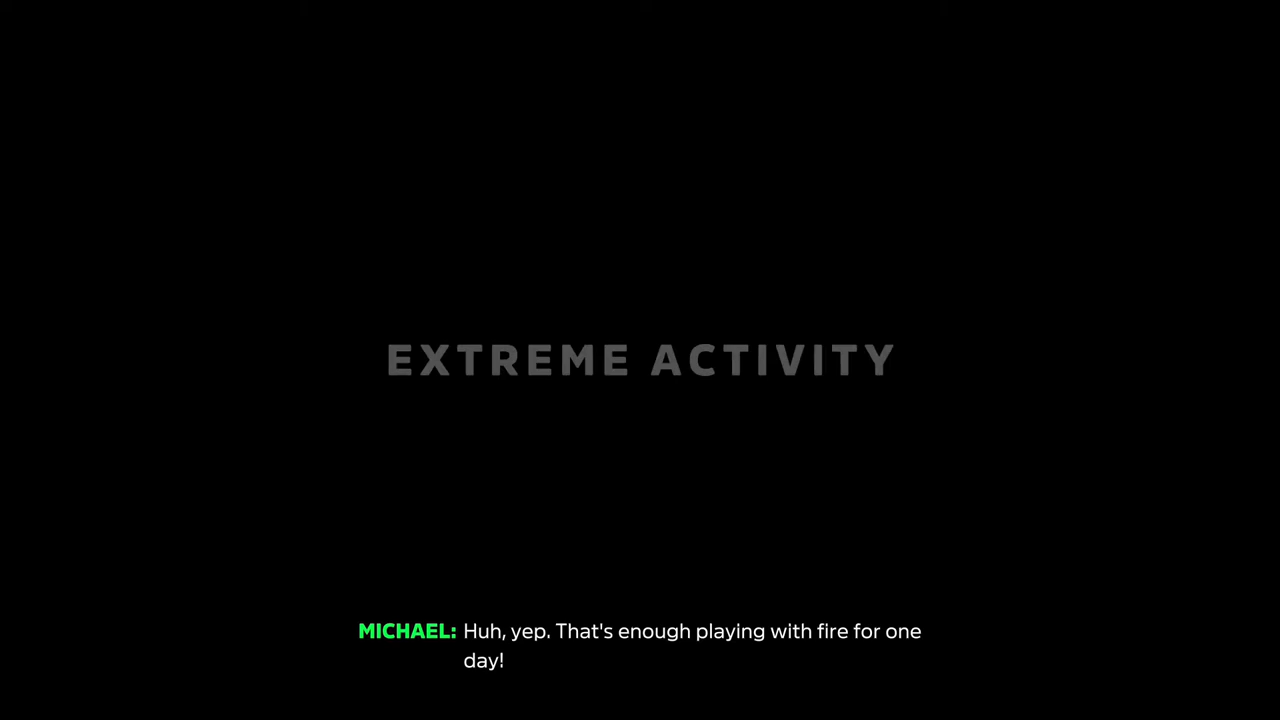 EXTREME ACTIVITY
MICHAEL: Huh, yep. That's enough playing with fire for one
day!